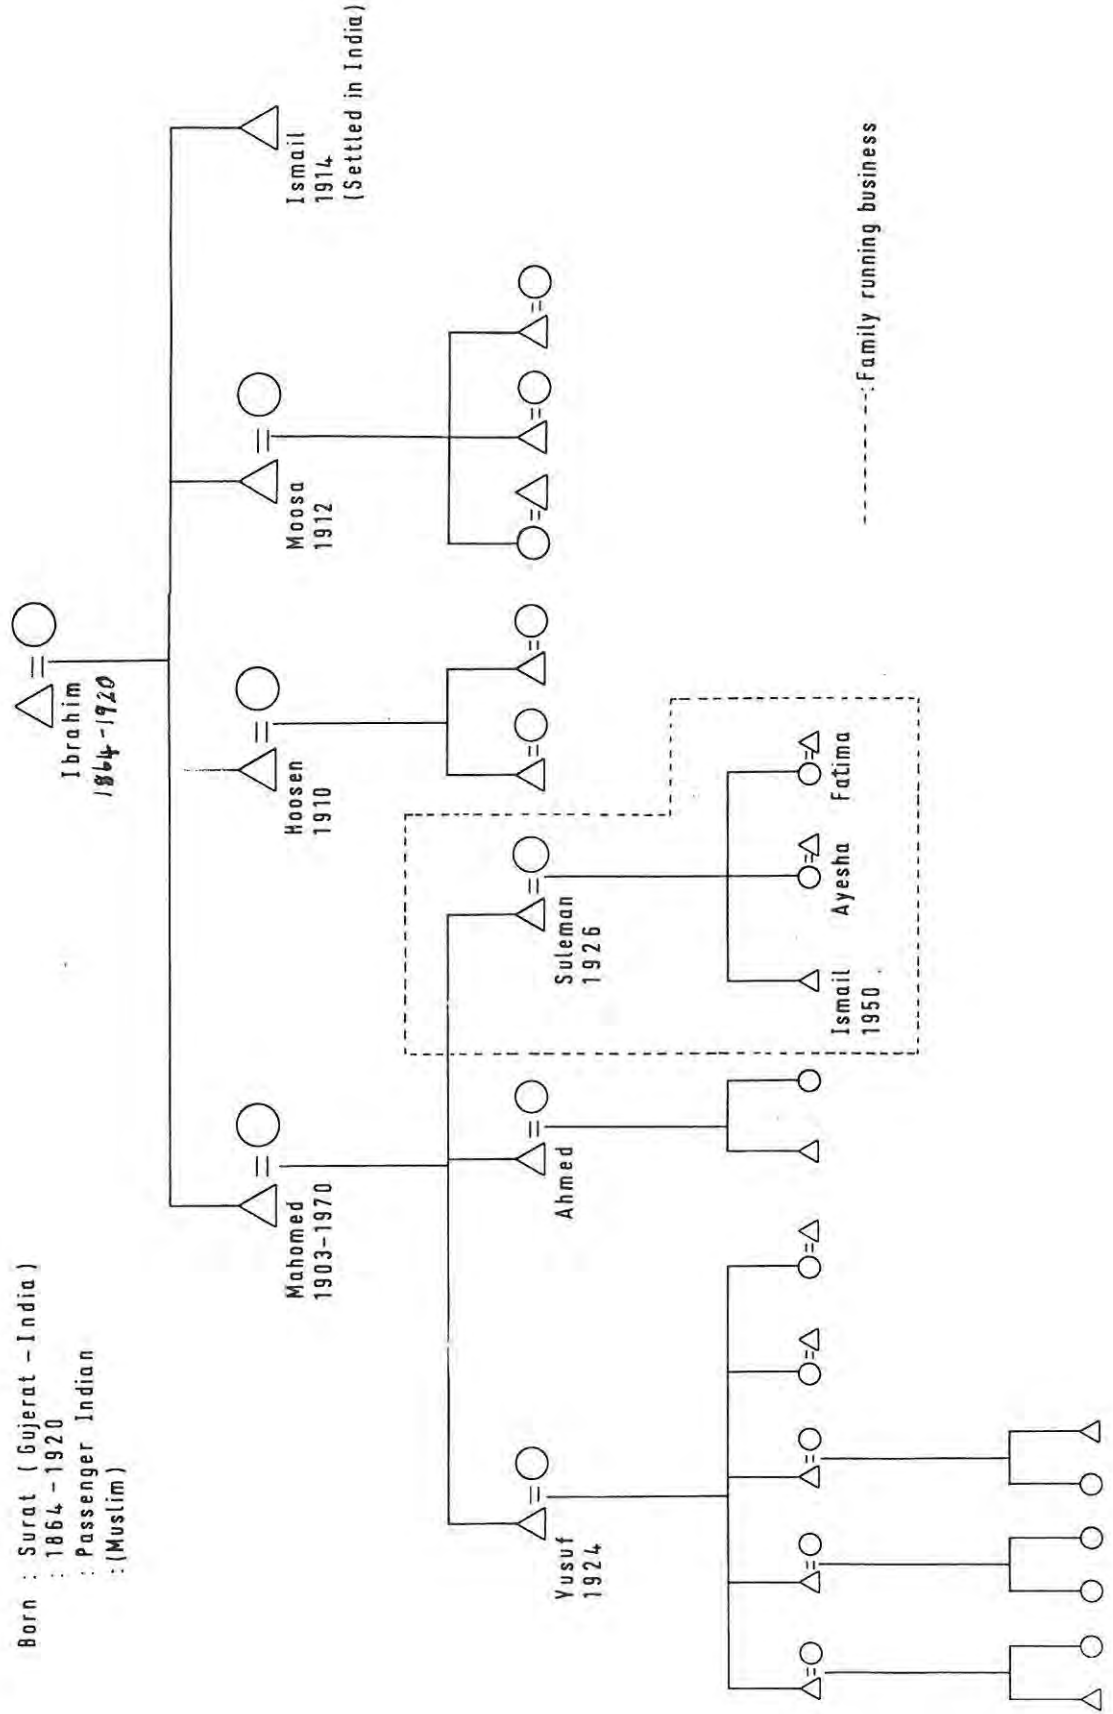 Born : Surat ( Gujerat – India )
: 1864 – 1920
: Passenger Indian
: (Muslim)
Ibrahim
1864-1920
Mahomed
1903-1970
Hoosen
1910
Moosa
1912
Ismail
1914
(Settled in India)
Yusuf
1924
Ahmed
Suleman
1926
Ismail
1950
Ayesha
Fatima
--------: Family running business